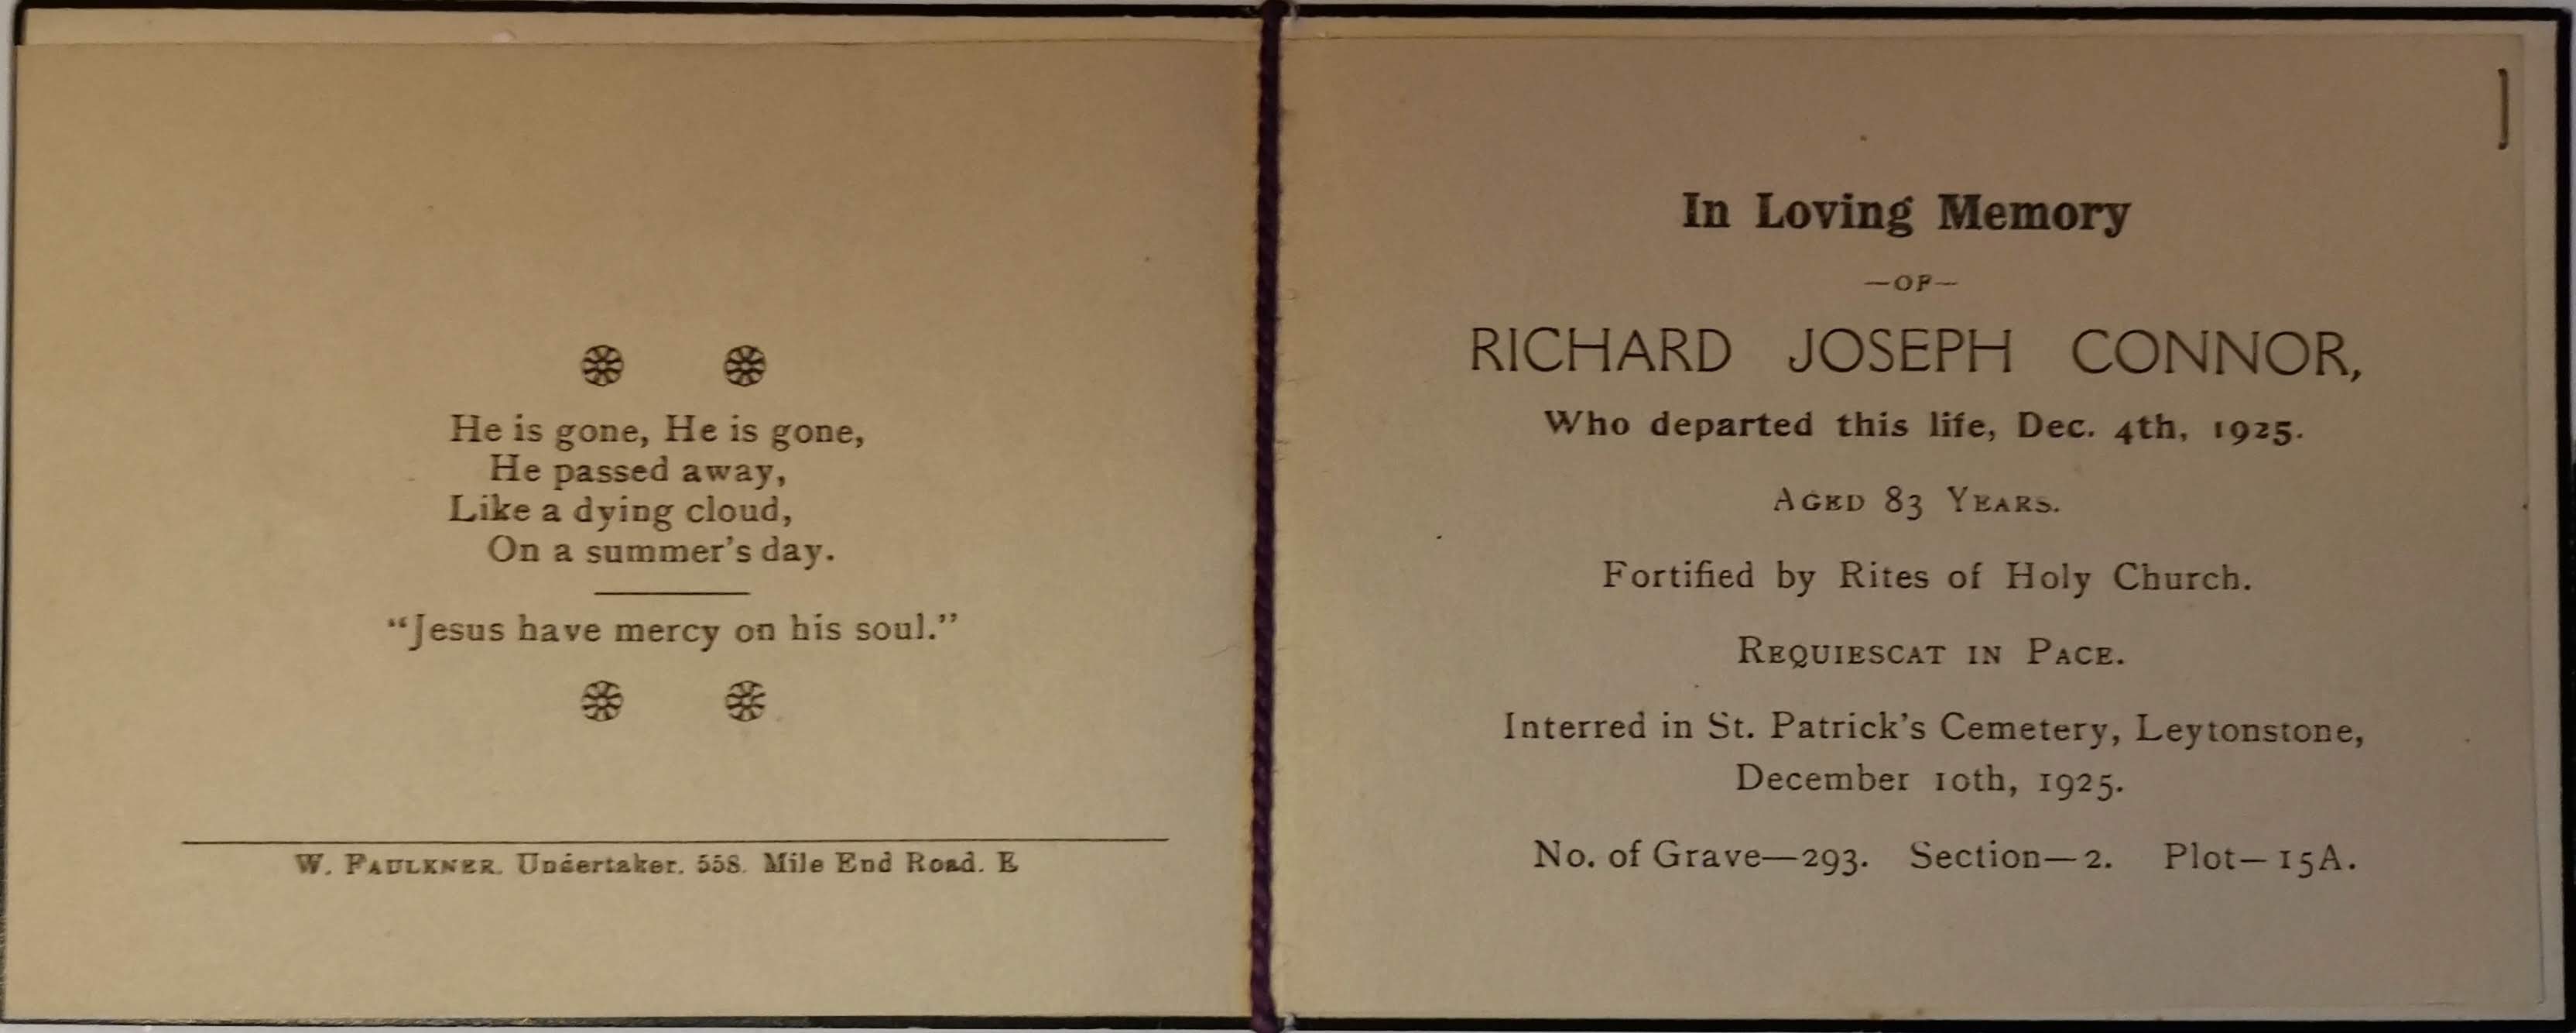 He is gone, He is gone,
He passed away,
Like a dying cloud,
On a summer's day.
"Jesus have mercy on his soul."
W. FAULKNER. Undertaker. 558. Mile End Road. E
In Loving Memory
—OF—
RICHARD JOSEPH CONNOR,
Who departed this life, Dec. 4th, 1925.
AGED 83 YEARS.
Fortified by Rites of Holy Church.
REQUIESCAT IN PACE.
Interred in St. Patrick's Cemetery, Leytonstone,
December 10th, 1925.
No. of Grave—293. Section—2. Plot—15A.